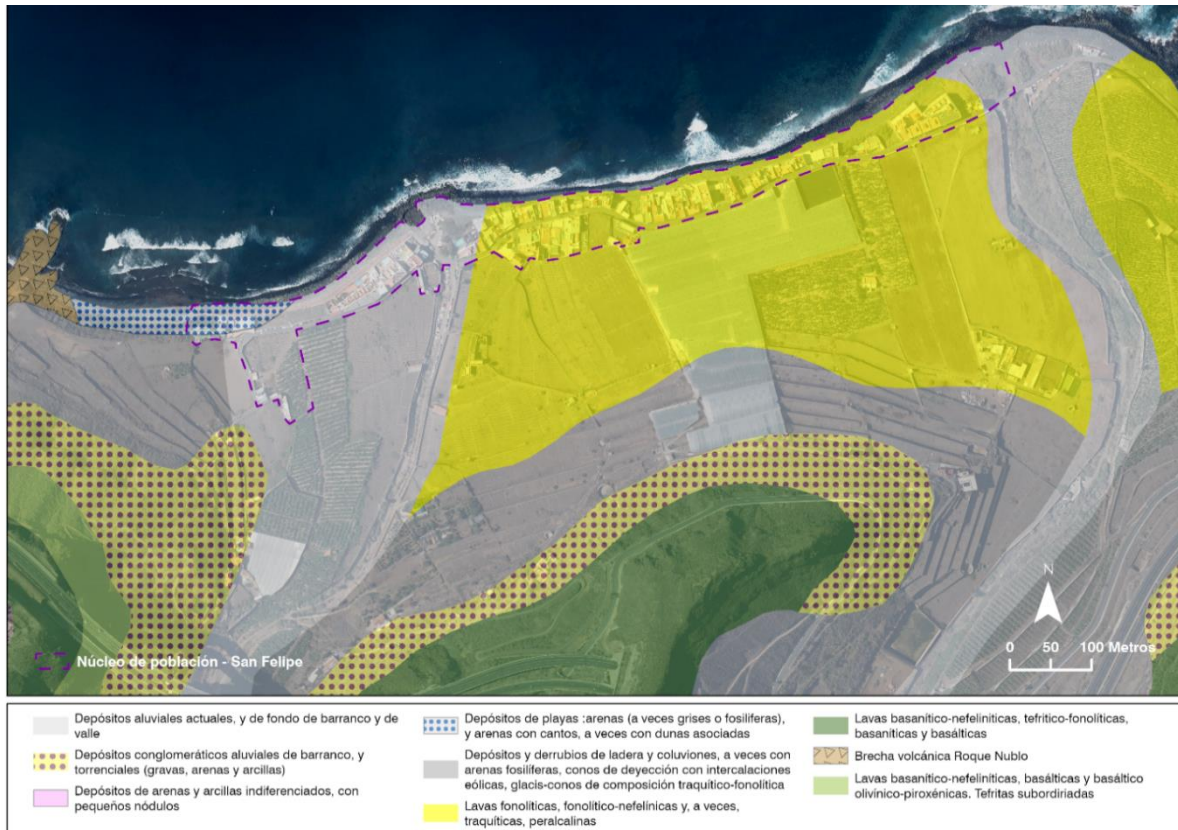 N
0 50 100 Metros
Núcleo de población - San Felipe
Depósitos aluviales actuales, y de fondo de barranco y de
valle
Depósitos conglomeráticos aluviales de barranco, y
torrenciales (gravas, arenas y arcillas)
Depósitos de arenas y arcillas indiferenciados, con
pequeños nódulos
Depósitos de playas :arenas (a veces grises o fosilíferas),
y arenas con cantos, a veces con dunas asociadas
Depósitos y derrubios de ladera y coluviones, a veces con
arenas fosilíferas, conos de deyección con intercalaciones
eólicas, glacis-conos de composición traquítico-fonolítica
Lavas fonolíticas, fonolítico-nefelínicas y, a veces,
traquíticas, peralcalinas
Lavas basanítico-nefeliníticas, tefrítico-fonolíticas,
basaníticas y basálticas
Brecha volcánica Roque Nublo
Lavas basanítico-nefeliníticas, basálticas y basáltico
olivínico-piroxénicas. Tefritas subordiriadas